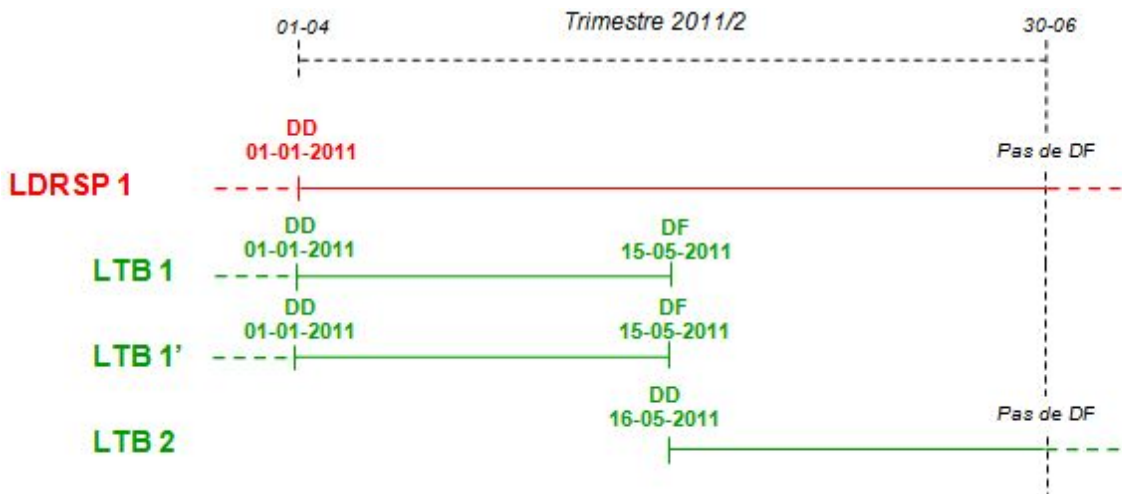 01-04
Trimestre 2011/2
30-06
DD
01-01-2011
Pas de DF
LDRSP 1
DD
01-01-2011
DF
15-05-2011
LTB 1
DD
01-01-2011
DF
15-05-2011
LTB 1’
DD
16-05-2011
Pas de DF
LTB 2